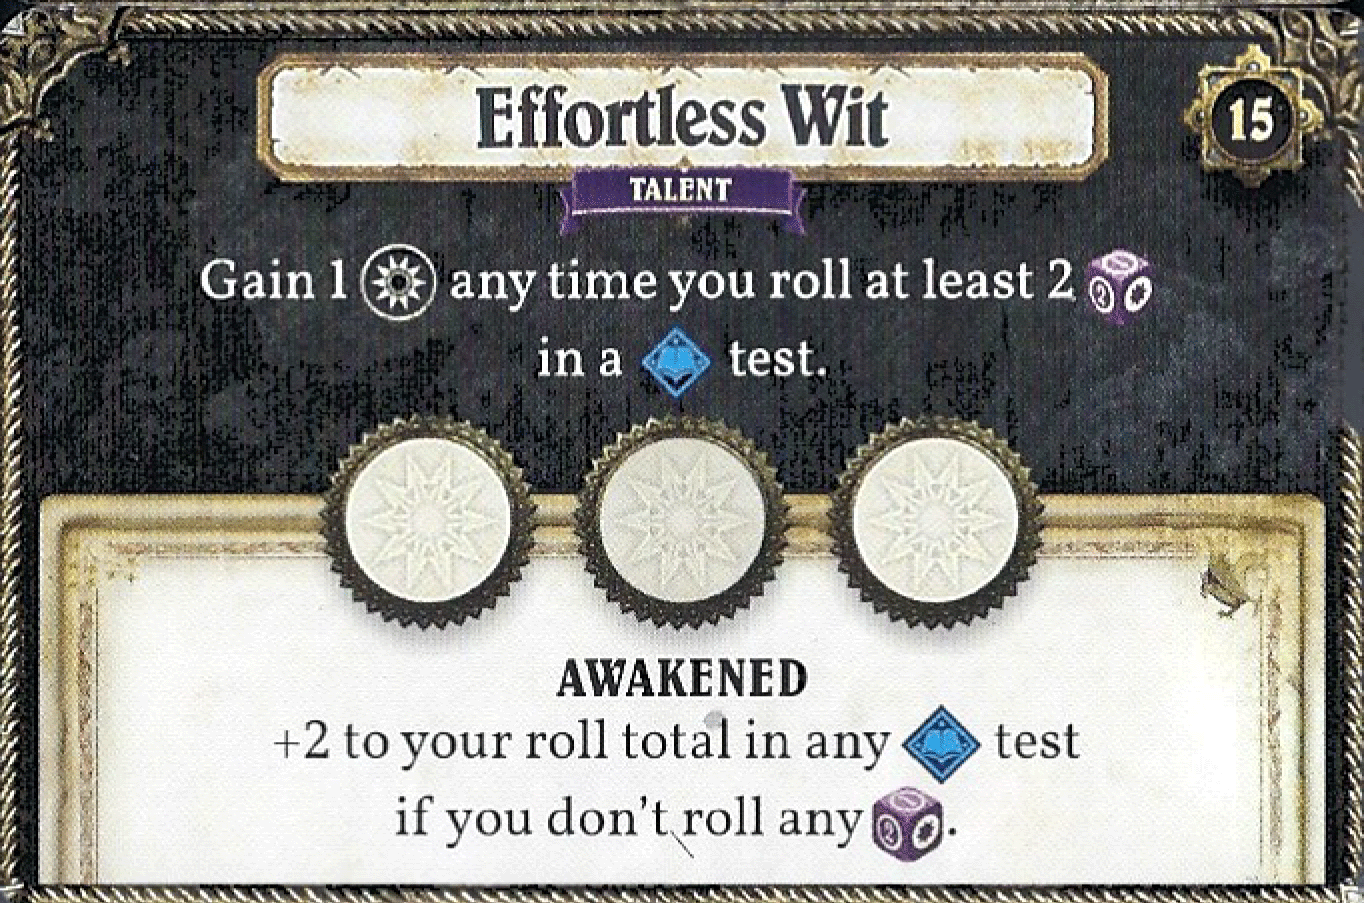 Effortless Wit
15
TALENT
Gain 1 any time you roll at least 2
in a test.
AWAKENED
+2 to your roll total in any test
if you don't roll any .